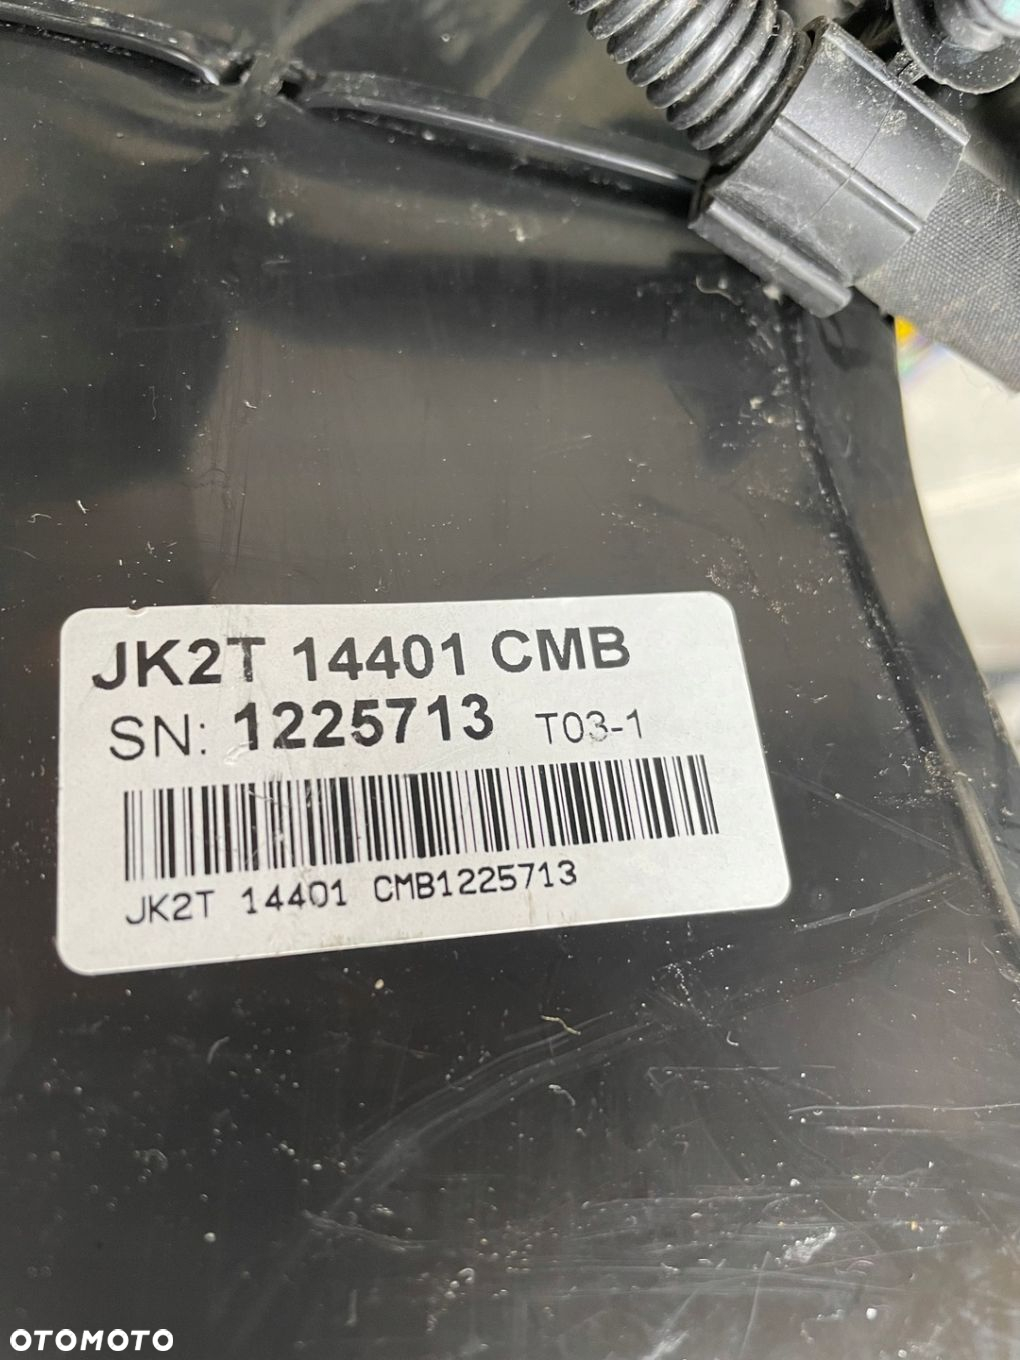 JK2T 14401 CMB
SN: 1225713 T03-1
JK2T 14401 CMB1225713
OTOMOTO